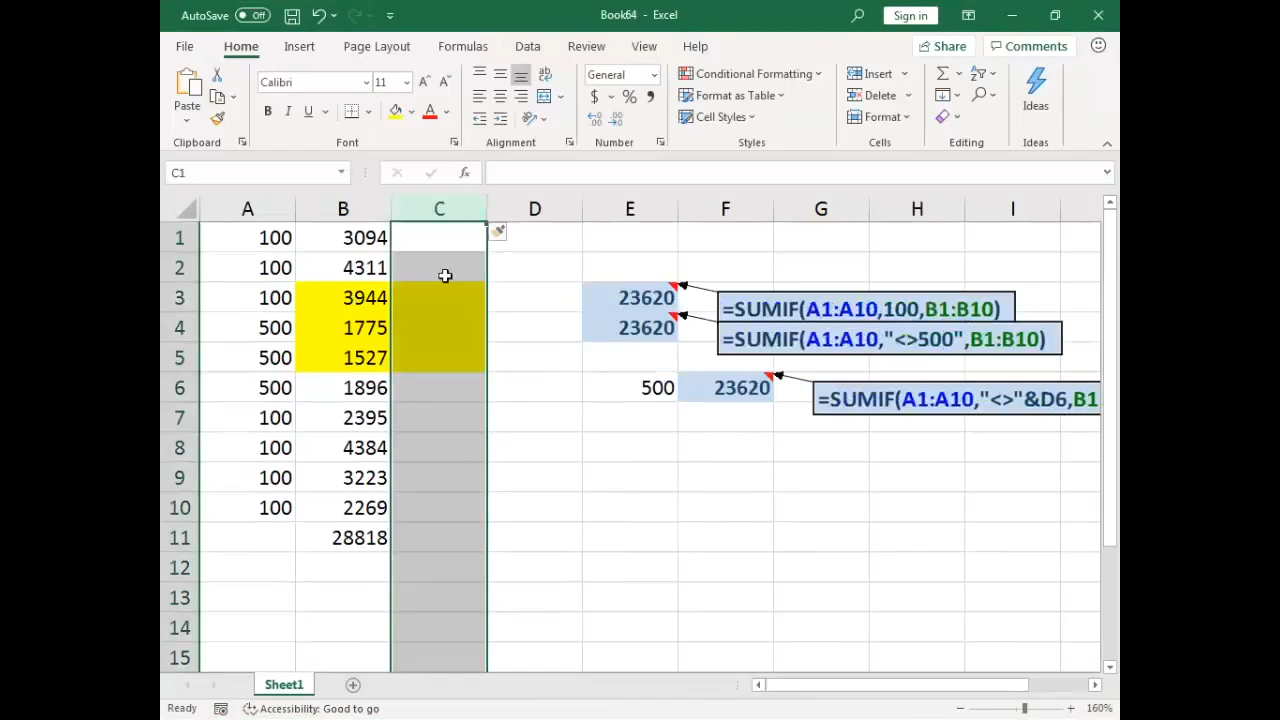 AutoSave Off Book64 - Excel Sign in
File Home Insert Page Layout Formulas Data Review View Help Share Comments
Paste Calibri 11 General Conditional Formatting Insert Ideas
Format as Table Delete
Cell Styles Format
Clipboard Font Alignment Number Styles Cells Editing Ideas
C1 fx
A B C D E F G H I
1 100 3094
2 100 4311
3 100 3944 23620 =SUMIF(A1:A10,100,B1:B10)
4 500 1775 23620 =SUMIF(A1:A10,"<>500",B1:B10)
5 500 1527
6 500 1896 500 23620 =SUMIF(A1:A10,"<>"&D6,B1
7 100 2395
8 100 4384
9 100 3223
10 100 2269
11 28818
12
13
14
15
Sheet1
Ready Accessibility: Good to go 160%